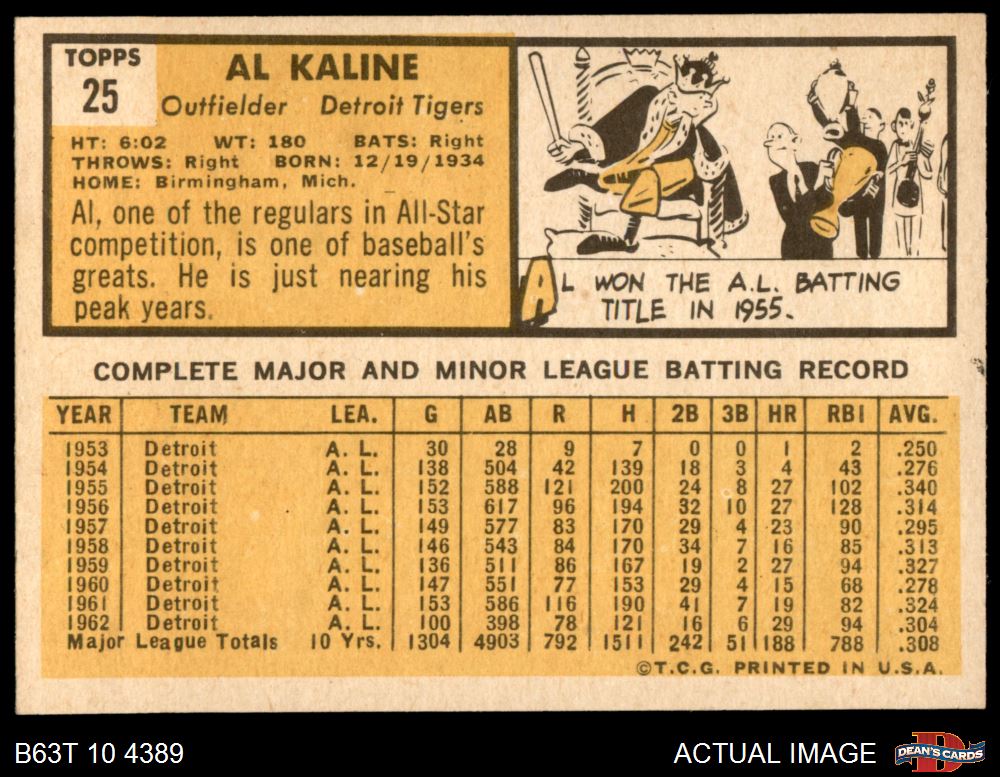 TOPPS
25
AL KALINE
Outfielder Detroit Tigers
HT: 6:02 WT: 180 BATS: Right
THROWS: Right BORN: 12/19/1934
HOME: Birmingham, Mich.
Al, one of the regulars in All-Star
competition, is one of baseball's
greats. He is just nearing his
peak years.
AL WON THE A.L. BATTING
TITLE IN 1955.
COMPLETE MAJOR AND MINOR LEAGUE BATTING RECORD
YEAR TEAM LEA. G AB R H 2B 3B HR RBI AVG.
1953 Detroit A. L. 30 28 9 7 0 0 1 2 .250
1954 Detroit A. L. 138 504 42 139 18 3 4 43 .276
1955 Detroit A. L. 152 588 121 200 24 8 27 102 .340
1956 Detroit A. L. 153 617 96 194 32 10 27 128 .314
1957 Detroit A. L. 149 577 83 170 29 4 23 90 .295
1958 Detroit A. L. 146 543 84 170 34 7 16 85 .313
1959 Detroit A. L. 136 511 86 167 19 2 27 94 .327
1960 Detroit A. L. 147 551 77 153 29 4 15 68 .278
1961 Detroit A. L. 153 586 116 190 41 7 19 82 .324
1962 Detroit A. L. 100 398 78 121 16 6 29 94 .304
Major League Totals 10 Yrs. 1304 4903 792 1511 242 51 188 788 .308
©T.C.G. PRINTED IN U.S.A.
B63T 10 4389
ACTUAL IMAGE
D
DEAN'S CARDS